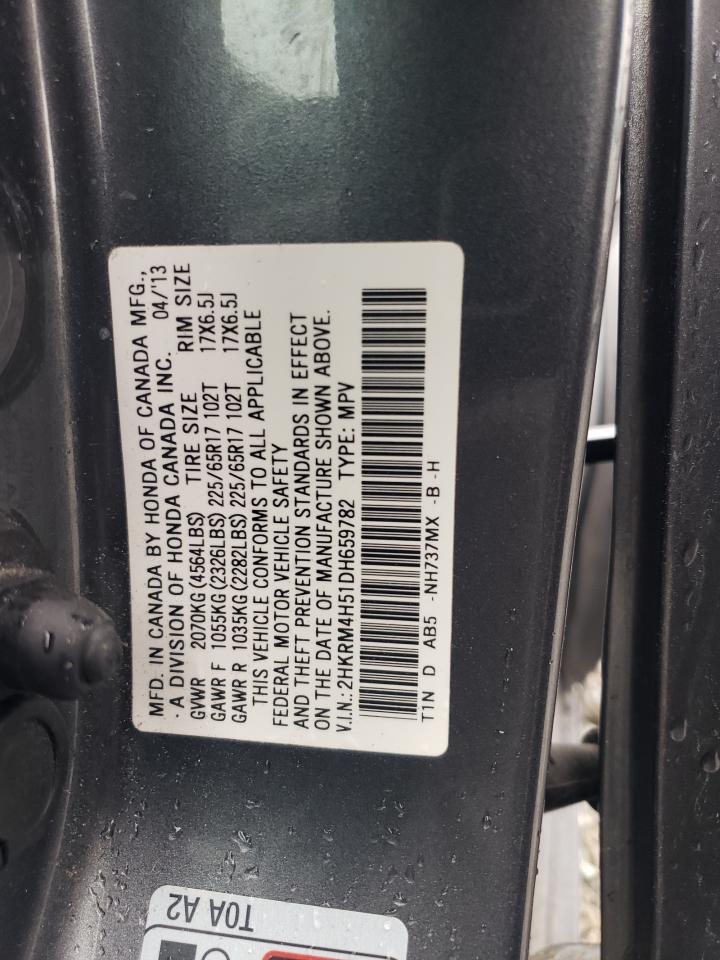 MFD. IN CANADA BY HONDA OF CANADA MFG.,
- A DIVISION OF HONDA CANADA INC. 04/'13
GVWR 2070KG(4564LBS) TIRE SIZE RIM SIZE
GAWR F 1055KG(2326LBS) 225/65R17 102T 17X6.5J
GAWR R 1035KG(2282LBS) 225/65R17 102T 17X6.5J
THIS VEHICLE CONFORMS TO ALL APPLICABLE
FEDERAL MOTOR VEHICLE SAFETY
AND THEFT PREVENTION STANDARDS IN EFFECT
ON THE DATE OF MANUFACTURE SHOWN ABOVE.
V.I.N.: 2HKRM4H51DH659782 TYPE: MPV
T1N D AB5 -NH737MX -B -H
T0A A2